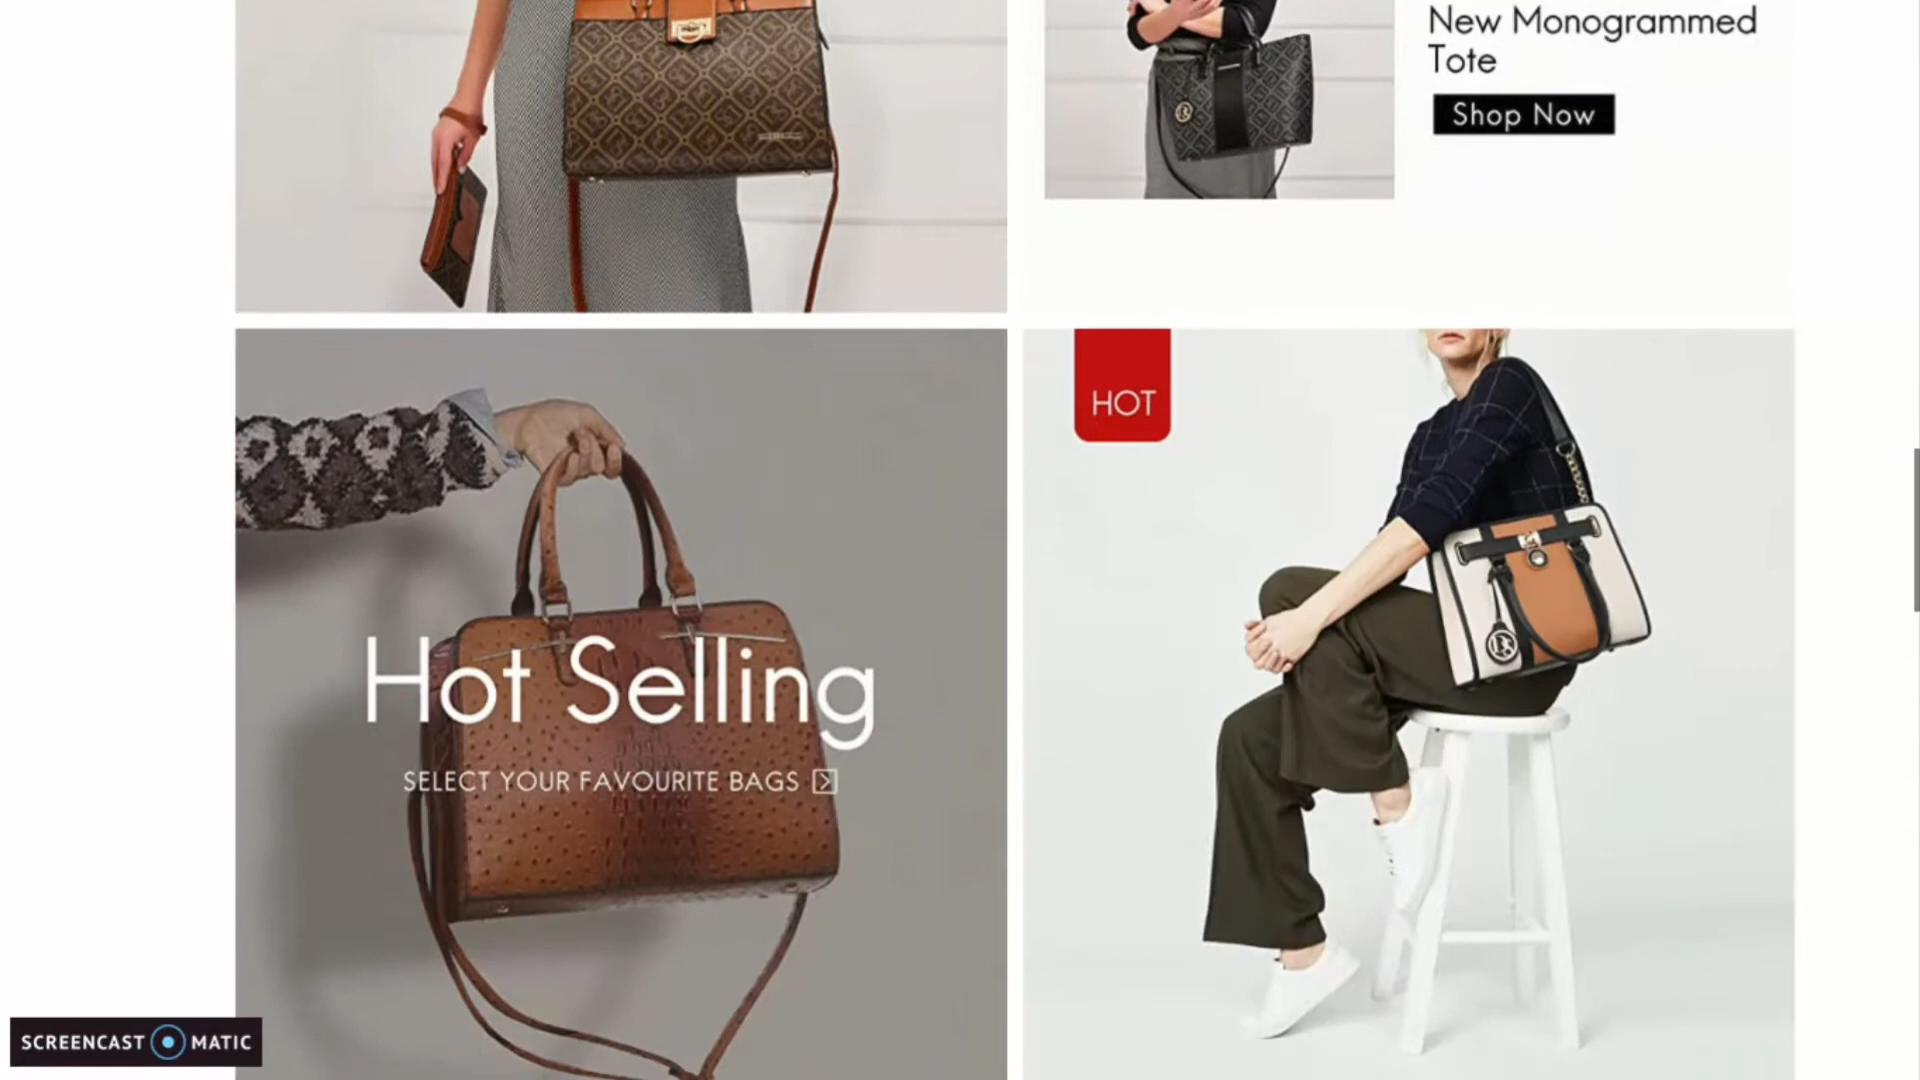 New Monogrammed
Tote
Shop Now
HOT
Hot Selling
SELECT YOUR FAVOURITE BAGS
SCREENCAST MATIC